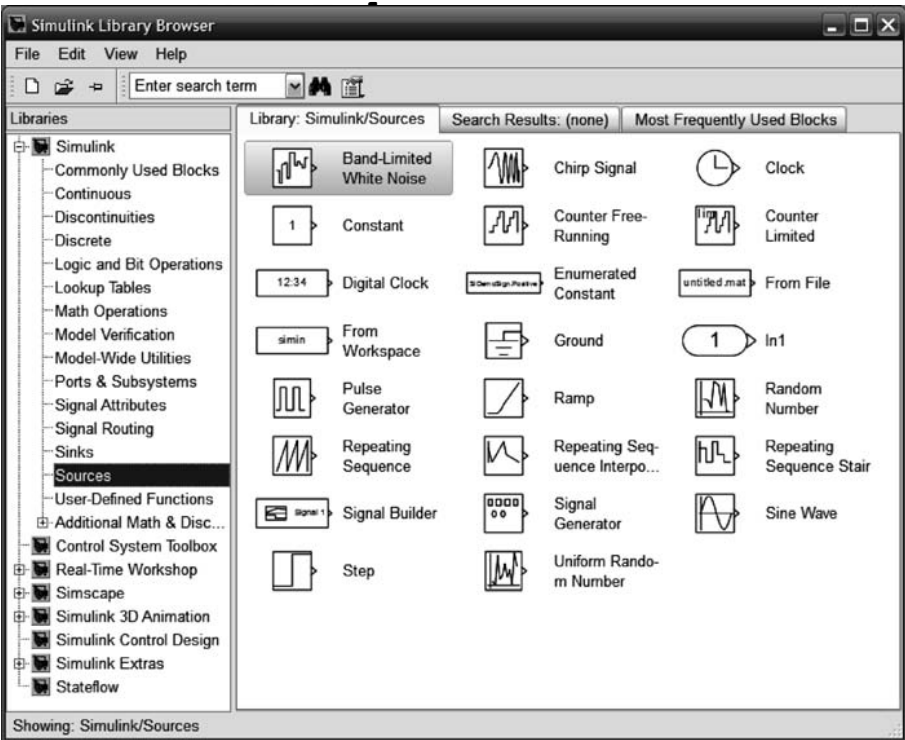 Simulink Library Browser
File Edit View Help
Enter search term
Libraries
Simulink
Commonly Used Blocks
Continuous
Discontinuities
Discrete
Logic and Bit Operations
Lookup Tables
Math Operations
Model Verification
Model-Wide Utilities
Ports & Subsystems
Signal Attributes
Signal Routing
Sinks
Sources
User-Defined Functions
Additional Math & Disc...
Control System Toolbox
Real-Time Workshop
Simscape
Simulink 3D Animation
Simulink Control Design
Simulink Extras
Stateflow
Library: Simulink/Sources Search Results: (none) Most Frequently Used Blocks
Band-Limited
White Noise
Chirp Signal
Clock
1 Constant
Counter Free-
Running
lim
Counter
Limited
12:34 Digital Clock
Enumerated
Constant
untitled.mat From File
simin
From
Workspace
Ground
1 In1
Pulse
Generator
Ramp
Random
Number
Repeating
Sequence
Repeating Seq-
uence Interpo...
Repeating
Sequence Stair
Signal 1 Signal Builder
Signal
Generator
Sine Wave
Step
Uniform Rando-
m Number
Showing: Simulink/Sources